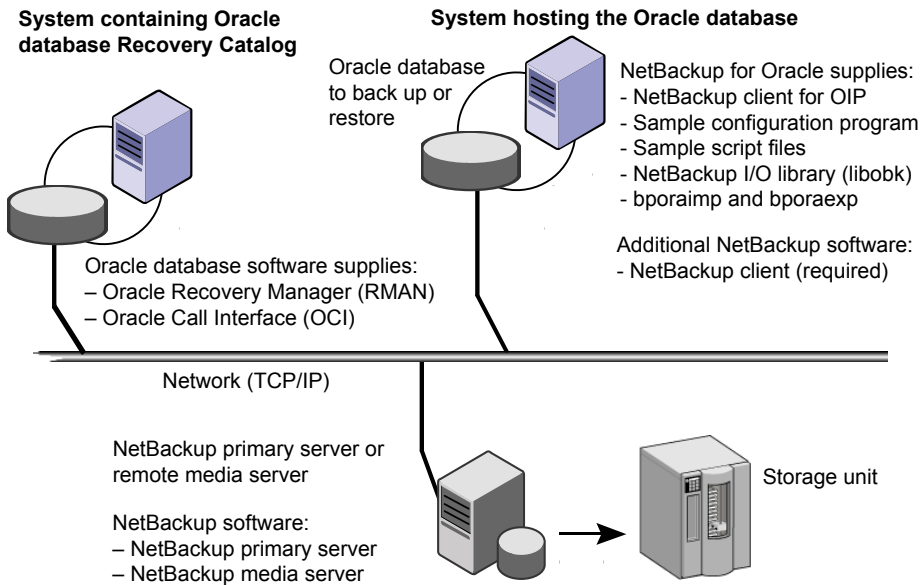 System containing Oracle
database Recovery Catalog
System hosting the Oracle database
Oracle database
to back up or
restore
NetBackup for Oracle supplies:
- NetBackup client for OIP
- Sample configuration program
- Sample script files
- NetBackup I/O library (libobk)
- bporaimp and bporaexp
Additional NetBackup software:
- NetBackup client (required)
Oracle database software supplies:
– Oracle Recovery Manager (RMAN)
– Oracle Call Interface (OCI)
Network (TCP/IP)
NetBackup primary server or
remote media server
NetBackup software:
– NetBackup primary server
– NetBackup media server
Storage unit